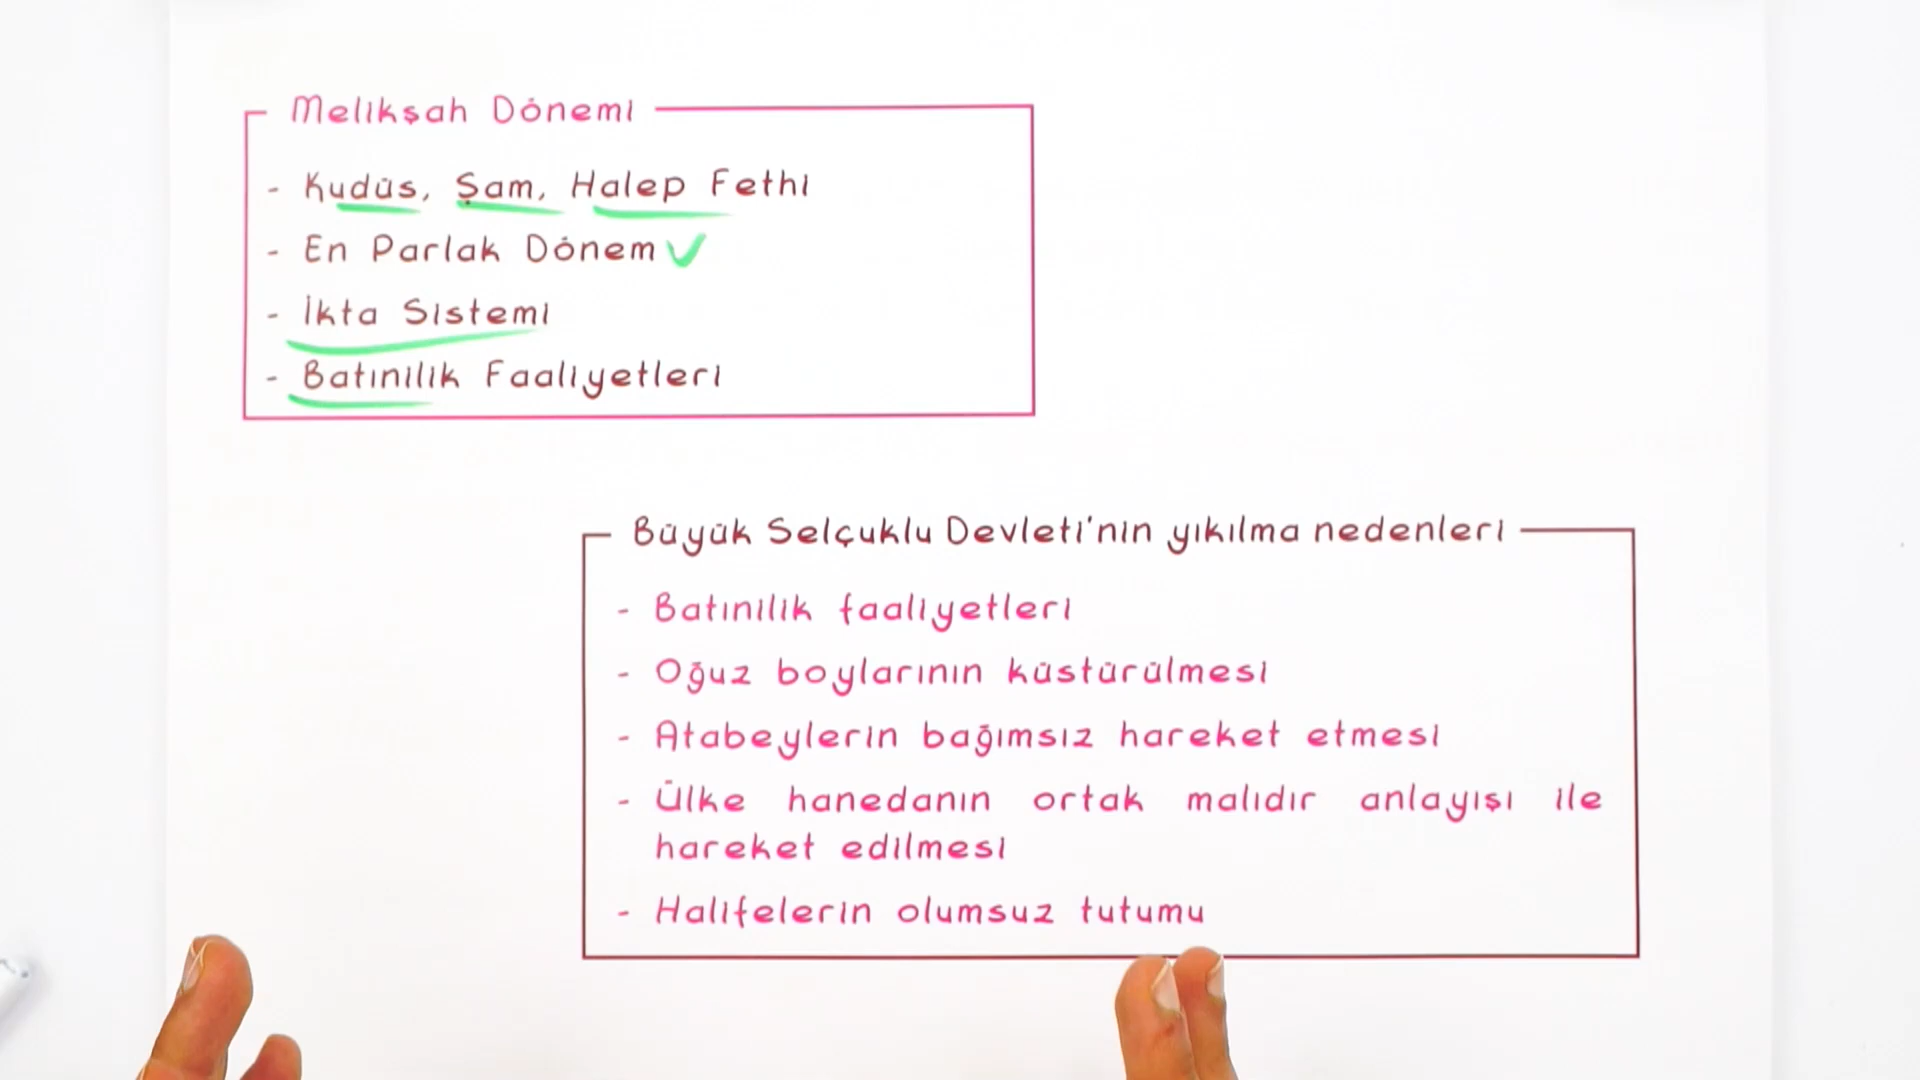 Melikşah Dönemi
- Kudüs, Şam, Halep Fethi
- En Parlak Dönem
- İkta Sistemi
- Batınilik Faaliyetleri
Büyük Selçuklu Devleti'nin yıkılma nedenleri
- Batınilik faaliyetleri
- Oğuz boylarının küstürülmesi
- Atabeylerin bağımsız hareket etmesi
- Ülke hanedanın ortak malıdır anlayışı ile
hareket edilmesi
- Halifelerin olumsuz tutumu